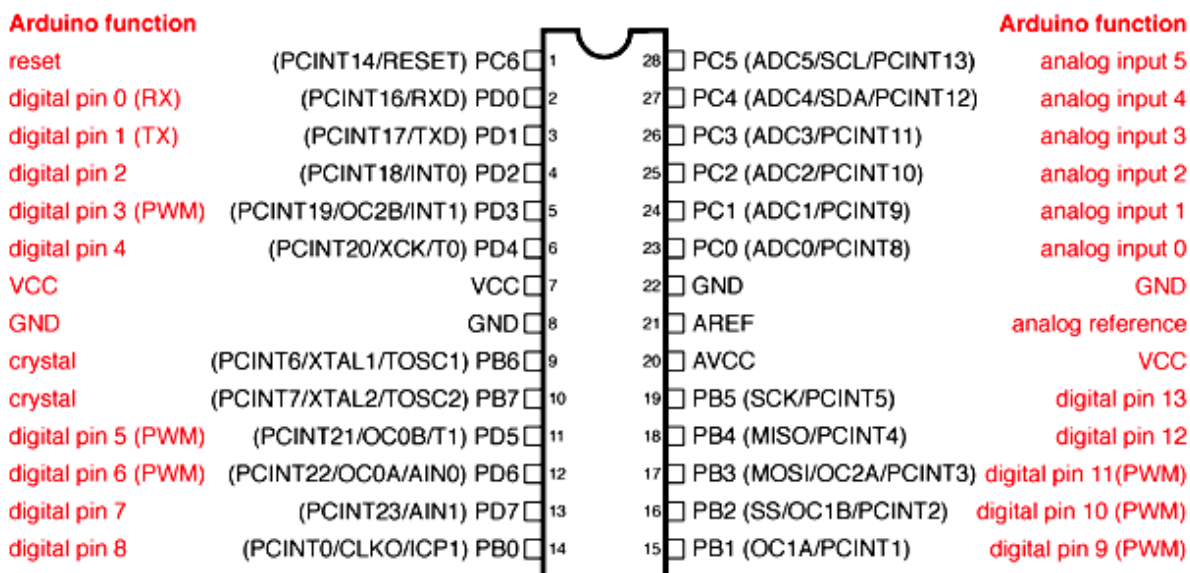 Arduino function Arduino function
reset (PCINT14/RESET) PC6 1 28 PC5 (ADC5/SCL/PCINT13) analog input 5
digital pin 0 (RX) (PCINT16/RXD) PD0 2 27 PC4 (ADC4/SDA/PCINT12) analog input 4
digital pin 1 (TX) (PCINT17/TXD) PD1 3 26 PC3 (ADC3/PCINT11) analog input 3
digital pin 2 (PCINT18/INT0) PD2 4 25 PC2 (ADC2/PCINT10) analog input 2
digital pin 3 (PWM) (PCINT19/OC2B/INT1) PD3 5 24 PC1 (ADC1/PCINT9) analog input 1
digital pin 4 (PCINT20/XCK/T0) PD4 6 23 PC0 (ADC0/PCINT8) analog input 0
VCC VCC 7 22 GND GND
GND GND 8 21 AREF analog reference
crystal (PCINT6/XTAL1/TOSC1) PB6 9 20 AVCC VCC
crystal (PCINT7/XTAL2/TOSC2) PB7 10 19 PB5 (SCK/PCINT5) digital pin 13
digital pin 5 (PWM) (PCINT21/OC0B/T1) PD5 11 18 PB4 (MISO/PCINT4) digital pin 12
digital pin 6 (PWM) (PCINT22/OC0A/AIN0) PD6 12 17 PB3 (MOSI/OC2A/PCINT3) digital pin 11(PWM)
digital pin 7 (PCINT23/AIN1) PD7 13 16 PB2 (SS/OC1B/PCINT2) digital pin 10 (PWM)
digital pin 8 (PCINT0/CLKO/ICP1) PB0 14 15 PB1 (OC1A/PCINT1) digital pin 9 (PWM)